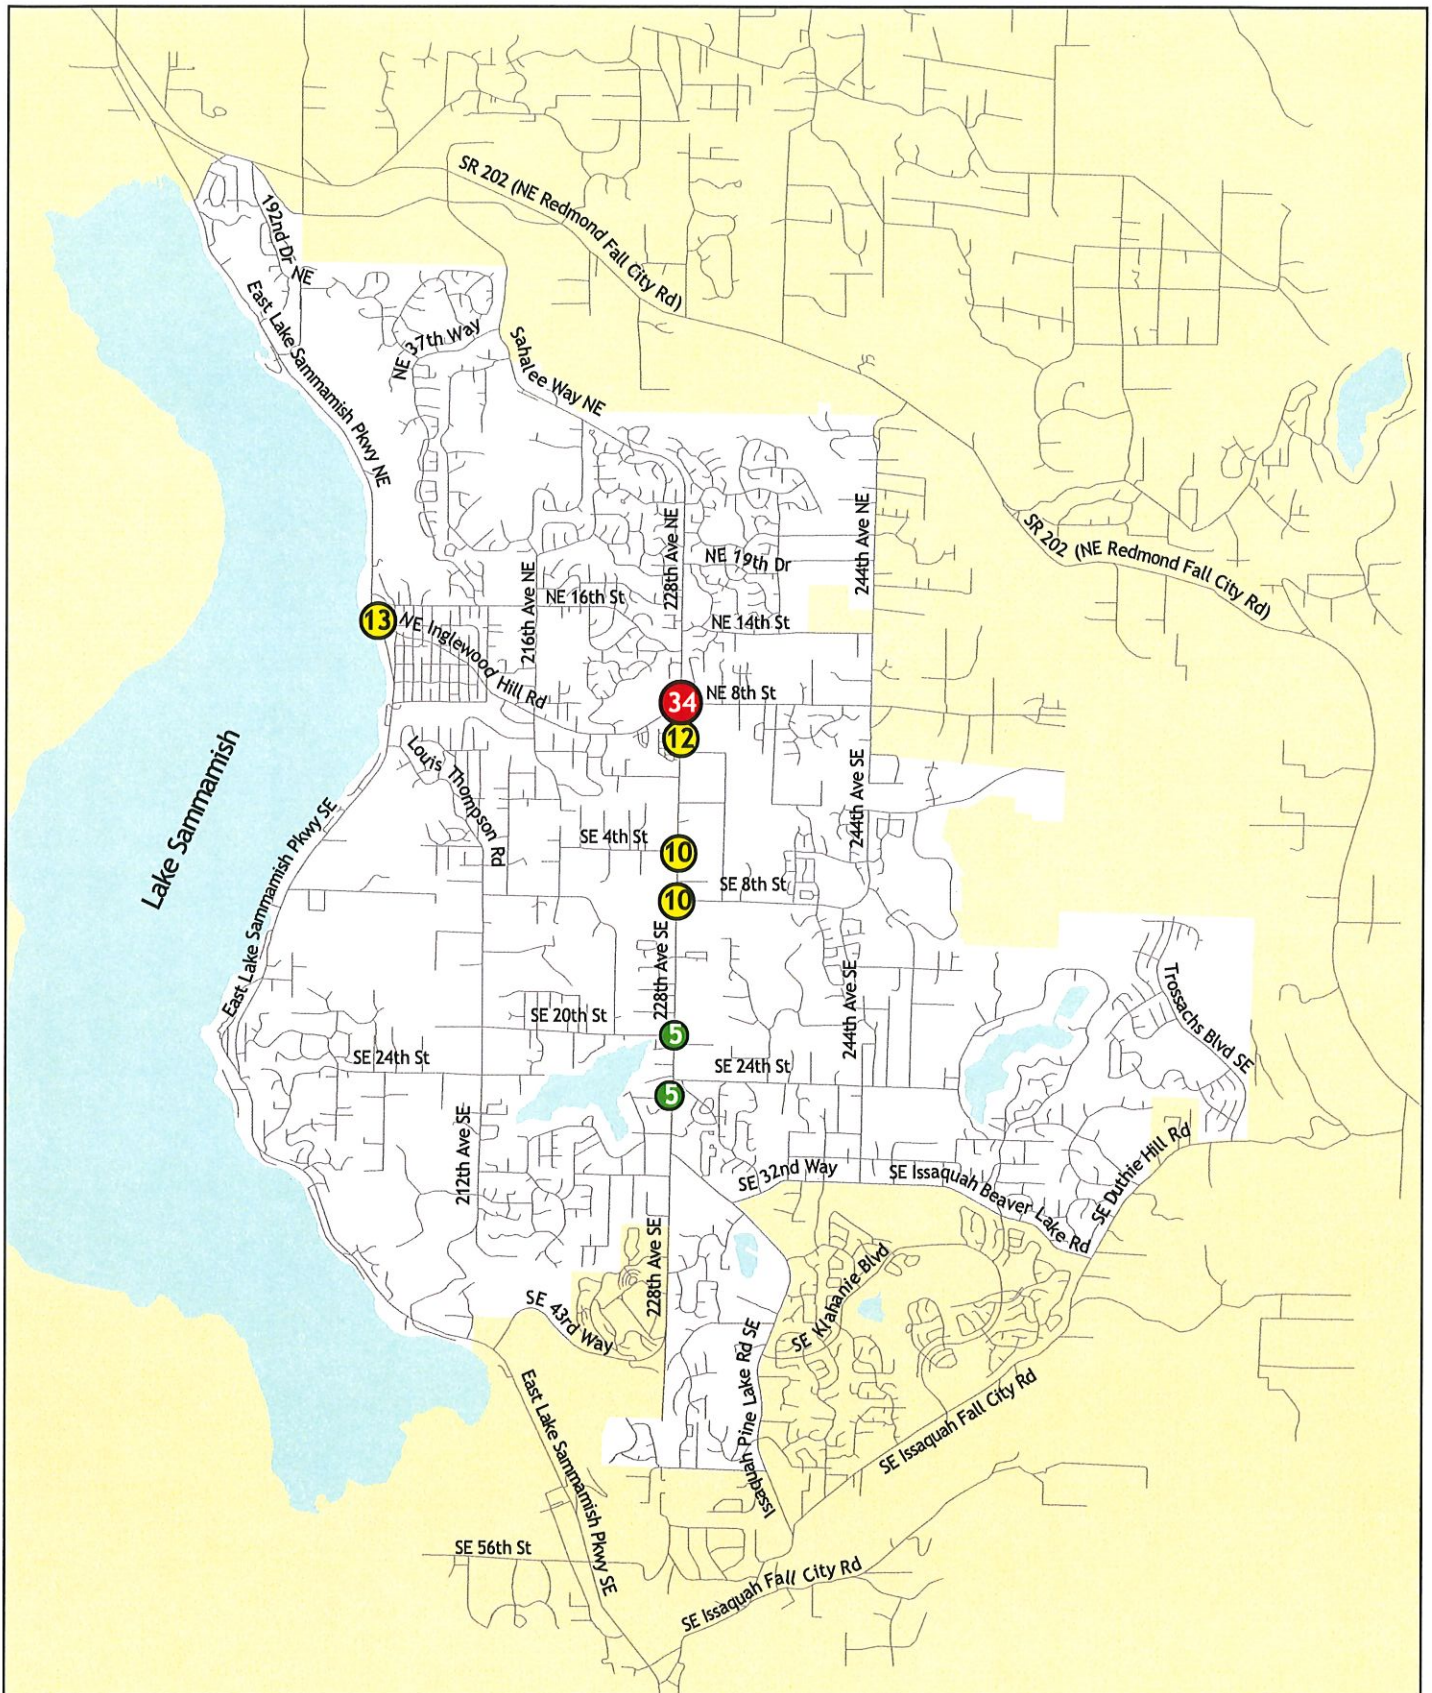 SR 202 (NE Redmond Fall City Rd)
192nd Dr NE
East Lake Sammamish Pkwy NE
NE 37th Way
Sahalee Way NE
228th Ave NE
244th Ave NE
NE 19th Dr
SR 202 (NE Redmond Fall City Rd)
216th Ave NE
NE 16th St
13
NE Inglewood Hill Rd
NE 14th St
34
NE 8th St
12
Lake Sammamish
Louis Thompson Rd
244th Ave SE
East Lake Sammamish Pkwy SE
SE 4th St
10
SE 8th St
10
228th Ave SE
244th Ave SE
Trossachs Blvd SE
SE 20th St
5
SE 24th St
SE 24th St
5
212th Ave SE
SE 32nd Way
SE Issaquah Beaver Lake Rd
SE Duthie Hill Rd
228th Ave SE
SE Klahanie Blvd
SE 43rd Way
Issaquah Pine Lake Rd SE
East Lake Sammamish Pkwy SE
SE Issaquah Fall City Rd
SE 56th St
SE Issaquah Fall City Rd